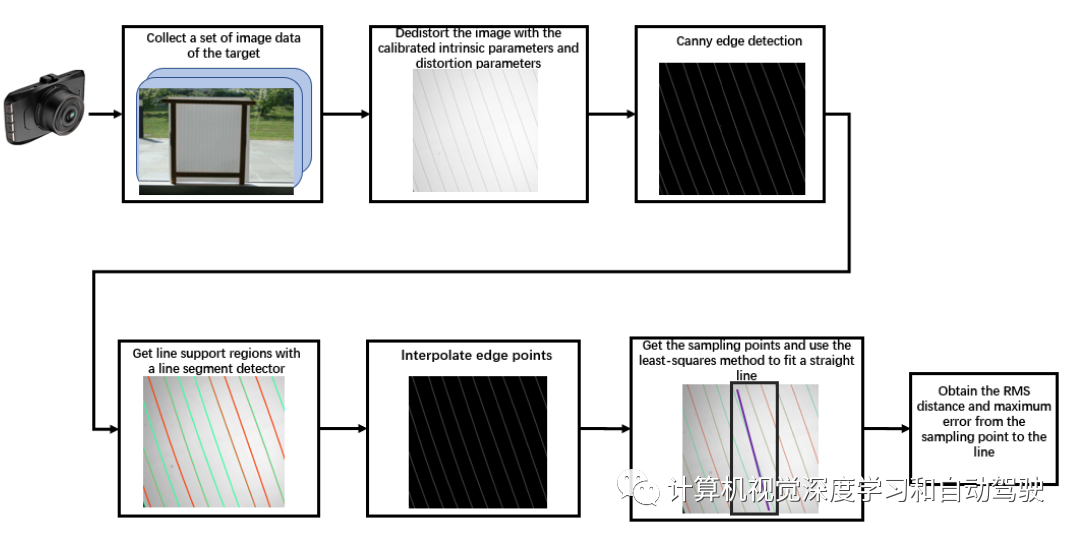 Collect a set of image data
of the target
Dedistort the image with the
calibrated intrinsic parameters and
distortion parameters
Canny edge detection
Get line support regions with
a line segment detector
Interpolate edge points
Get the sampling points and use the
least-squares method to fit a straight
line
Obtain the RMS
distance and maximum
error from the
sampling point to the
line
计算机视觉深度学习和自动驾驶